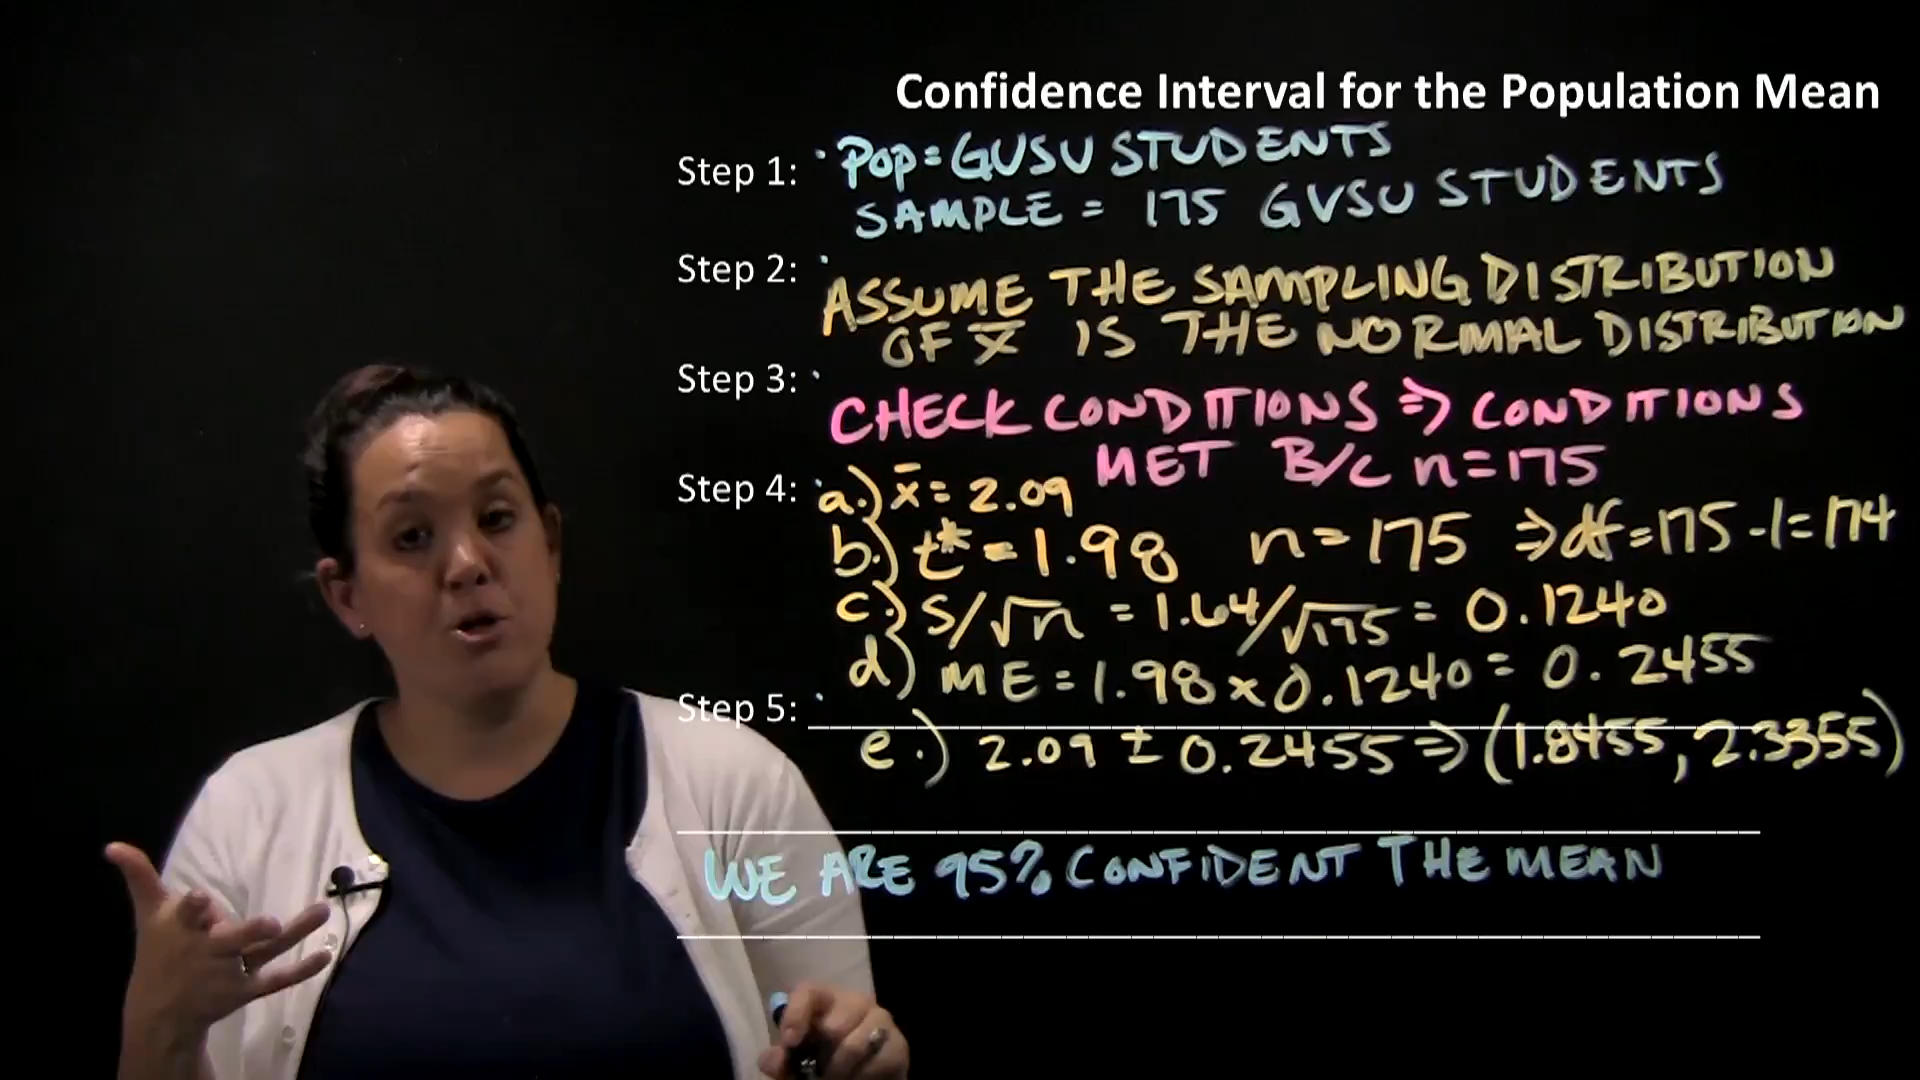 Confidence Interval for the Population Mean
Step 1: • POP = GVSU STUDENTS
SAMPLE = 175 GVSU STUDENTS
Step 2: •
ASSUME THE SAMPLING DISTRIBUTION
OF x̄ IS THE NORMAL DISTRIBUTION
Step 3: •
CHECK CONDITIONS ⇒ CONDITIONS
MET B/C n=175
Step 4: • a.) x̄ = 2.09
b.) t* = 1.98 n = 175 ⇒ df = 175 - 1 = 174
c.) S/√n = 1.64/√175 = 0.1240
d.) ME = 1.98 x 0.1240 = 0.2455
Step 5: •
e.) 2.09 ± 0.2455 ⇒ (1.8455, 2.3355)
WE ARE 95% CONFIDENT THE MEAN